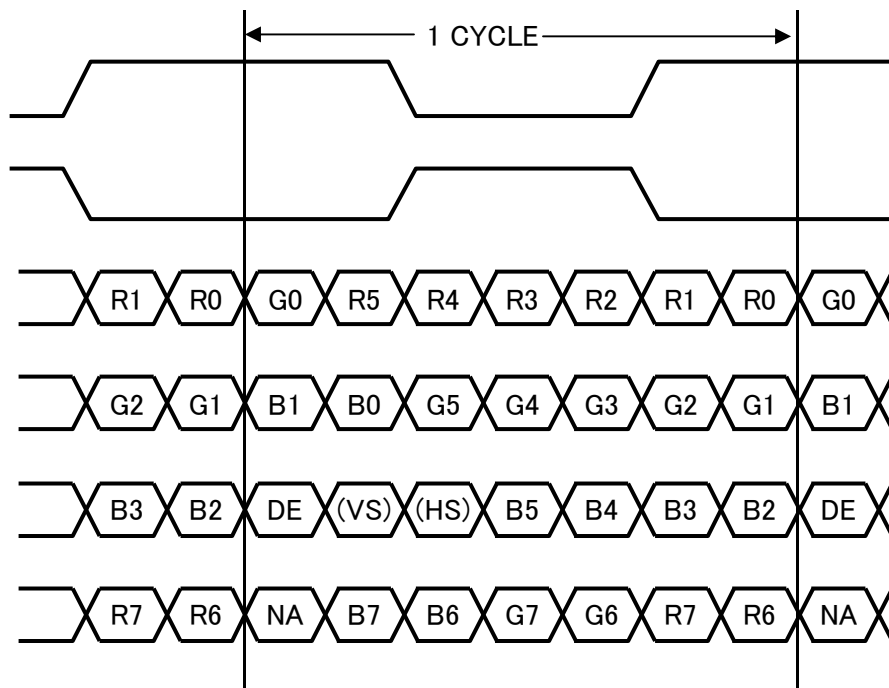 1 CYCLE
R1 R0 G0 R5 R4 R3 R2 R1 R0 G0
G2 G1 B1 B0 G5 G4 G3 G2 G1 B1
B3 B2 DE (VS) (HS) B5 B4 B3 B2 DE
R7 R6 NA B7 B6 G7 G6 R7 R6 NA